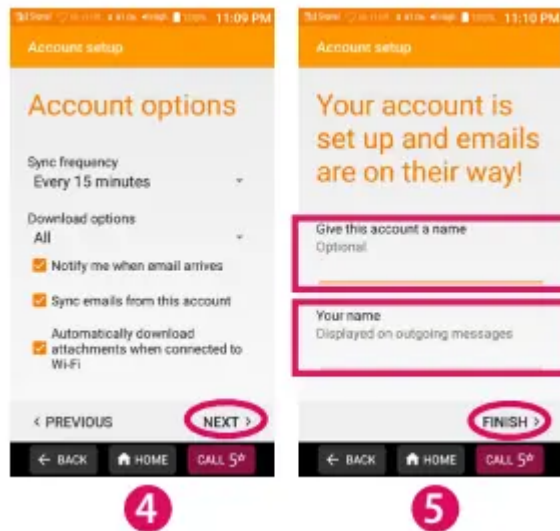 11:09 PM
Account setup
Account options
Sync frequency
Every 15 minutes
Download options
All
Notify me when email arrives
Sync emails from this account
Automatically download
attachments when connected to
Wi-Fi
< PREVIOUS
NEXT >
← BACK
HOME
CALL 5☆
4
11:10 PM
Account setup
Your account is
set up and emails
are on their way!
Give this account a name
Optional
Your name
Displayed on outgoing messages
FINISH >
← BACK
HOME
CALL 5☆
5